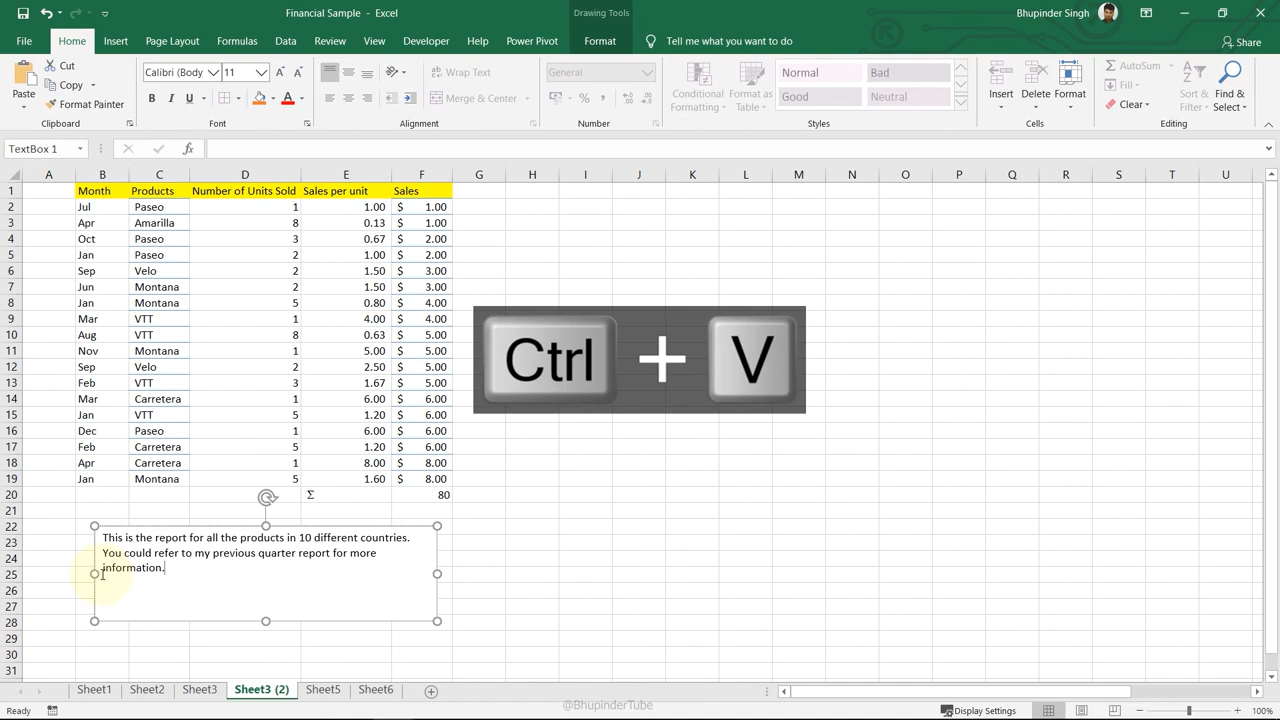 Financial Sample - Excel
Drawing Tools
Bhupinder Singh
File Home Insert Page Layout Formulas Data Review View Developer Help Power Pivot Format Tell me what you want to do Share
Cut
Copy
Format Painter
Paste
Clipboard
Calibri (Body) 11
B I U
Font
Wrap Text
Merge & Center
Alignment
General
Number
Conditional Formatting
Format as Table
Normal Bad
Good Neutral
Styles
Insert Delete Format
Cells
AutoSum
Fill
Clear
Sort & Filter
Find & Select
Editing
TextBox 1
fx
A B C D E F G H I J K L M N O P Q R S T U
1 Month Products Number of Units Sold Sales per unit Sales
2 Jul Paseo 1 1.00 $ 1.00
3 Apr Amarilla 8 0.13 $ 1.00
4 Oct Paseo 3 0.67 $ 2.00
5 Jan Paseo 2 1.00 $ 2.00
6 Sep Velo 2 1.50 $ 3.00
7 Jun Montana 2 1.50 $ 3.00
8 Jan Montana 5 0.80 $ 4.00
9 Mar VTT 1 4.00 $ 4.00
10 Aug VTT 8 0.63 $ 5.00
11 Nov Montana 1 5.00 $ 5.00
12 Sep Velo 2 2.50 $ 5.00
13 Feb VTT 3 1.67 $ 5.00
14 Mar Carretera 1 6.00 $ 6.00
15 Jan VTT 5 1.20 $ 6.00
16 Dec Paseo 1 6.00 $ 6.00
17 Feb Carretera 5 1.20 $ 6.00
18 Apr Carretera 1 8.00 $ 8.00
19 Jan Montana 5 1.60 $ 8.00
20 Σ 80
21
22
23
24
25
26
27
28
29
30
31
Ctrl + V
This is the report for all the products in 10 different countries.
You could refer to my previous quarter report for more
information.
Sheet1 Sheet2 Sheet3 Sheet3 (2) Sheet5 Sheet6
@BhupinderTube
Ready Display Settings 100%